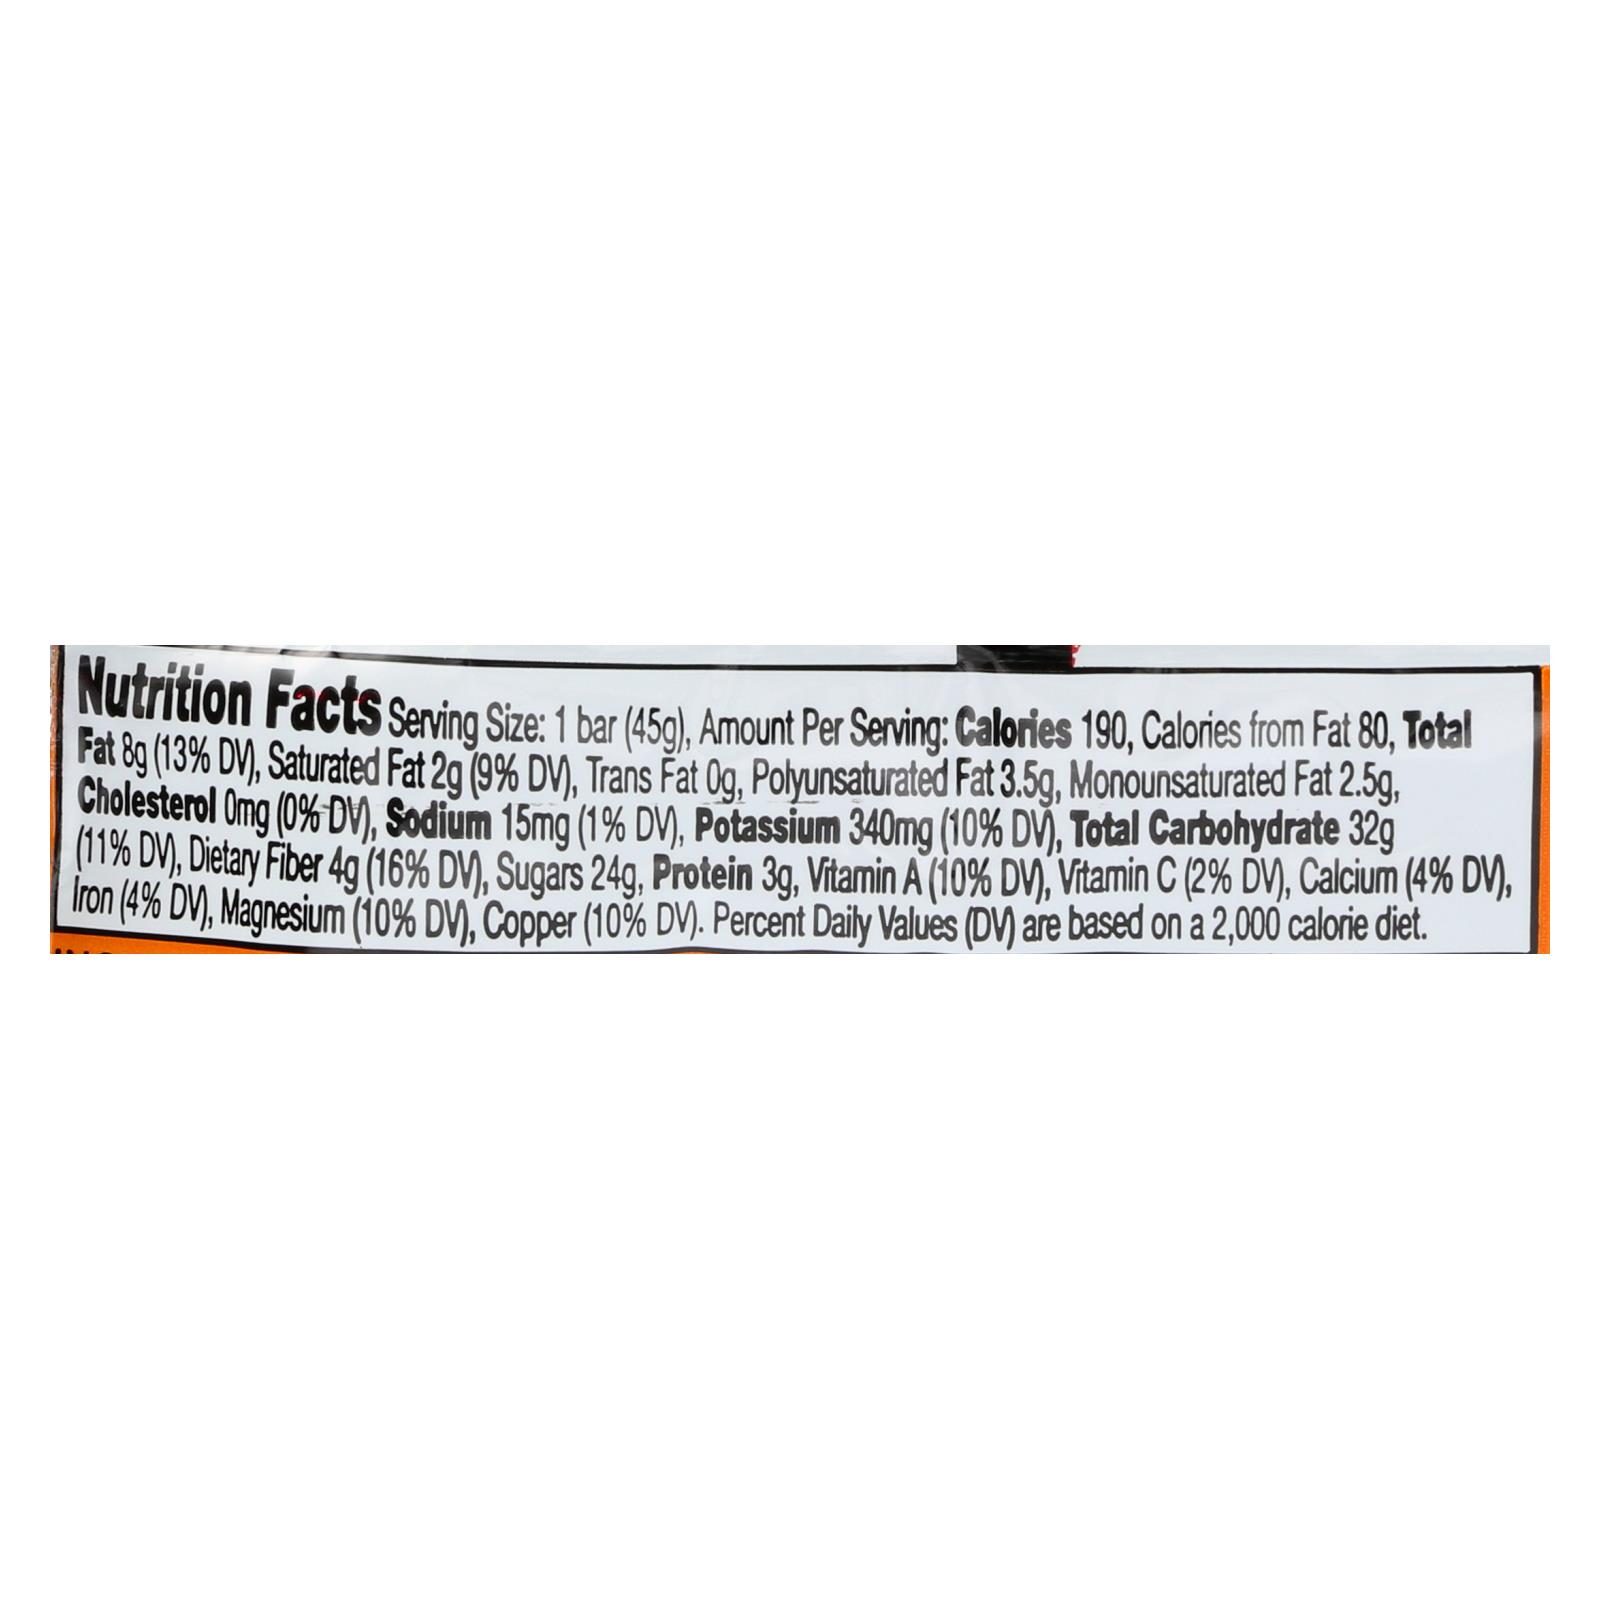 Nutrition Facts Serving Size: 1 bar (45g), Amount Per Serving: Calories 190, Calories from Fat 80, Total
Fat 8g (13% DV), Saturated Fat 2g (9% DV), Trans Fat 0g, Polyunsaturated Fat 3.5g, Monounsaturated Fat 2.5g,
Cholesterol 0mg (0% DV), Sodium 15mg (1% DV), Potassium 340mg (10% DV), Total Carbohydrate 32g
(11% DV), Dietary Fiber 4g (16% DV), Sugars 24g, Protein 3g, Vitamin A (10% DV), Vitamin C (2% DV), Calcium (4% DV),
Iron (4% DV), Magnesium (10% DV), Copper (10% DV). Percent Daily Values (DV) are based on a 2,000 calorie diet.